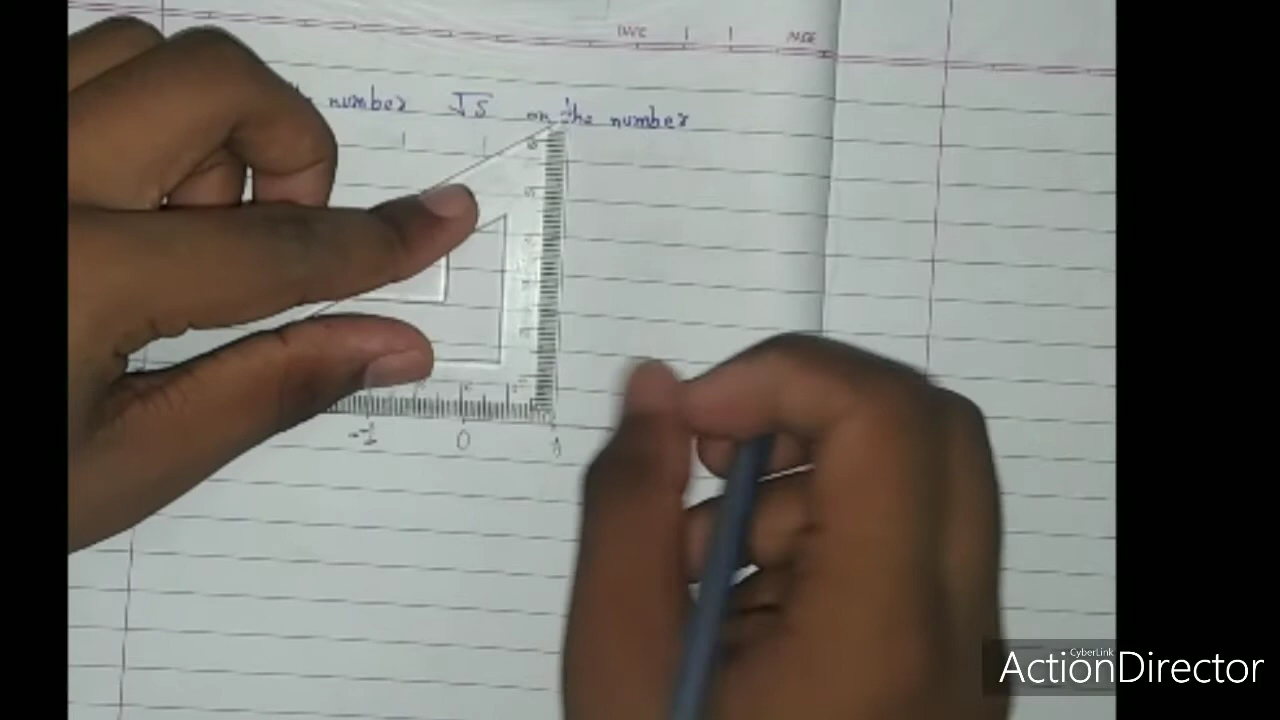 DATE PAGE
number √5 on the number
-1 0 1
CyberLink
ActionDirector